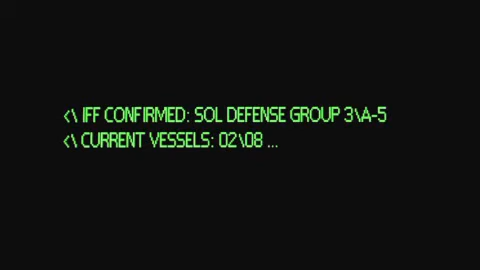 <\ IFF CONFIRMED: SOL DEFENSE GROUP 3\A-5
<\ CURRENT VESSELS: 02\08 ...